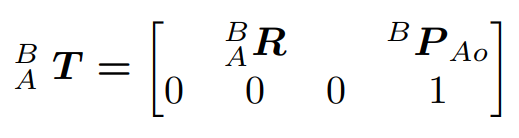 $$ {}^{B}_{A}\boldsymbol{T} = \begin{bmatrix} & {}^{B}_{A}\boldsymbol{R} & & {}^{B}\boldsymbol{P}_{Ao} \\ 0 & 0 & 0 & 1 \end{bmatrix} $$